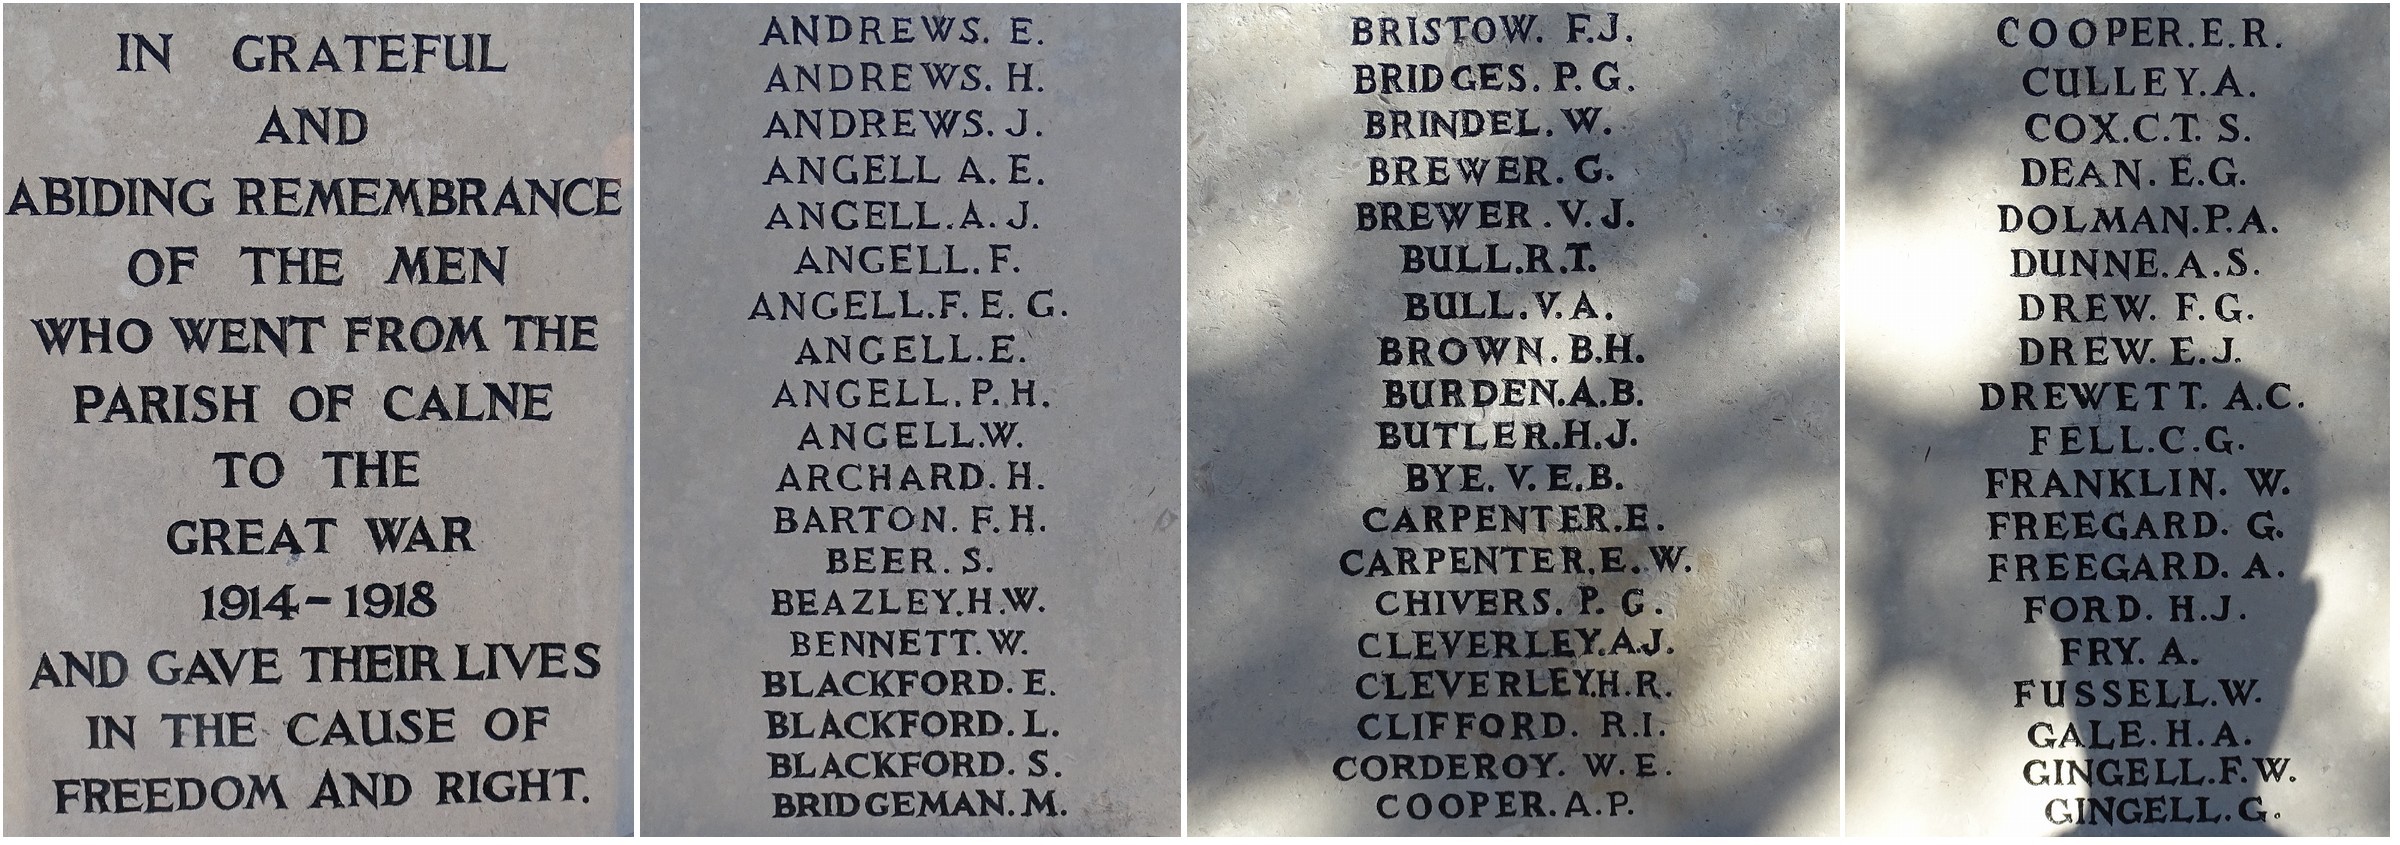 IN GRATEFUL
AND
ABIDING REMEMBRANCE
OF THE MEN
WHO WENT FROM THE
PARISH OF CALNE
TO THE
GREAT WAR
1914-1918
AND GAVE THEIR LIVES
IN THE CAUSE OF
FREEDOM AND RIGHT.
ANDREWS. E.
ANDREWS. H.
ANDREWS. J.
ANGELL A. E.
ANGELL. A. J.
ANGELL. F.
ANGELL. F. E. G.
ANGELL. E.
ANGELL. P. H.
ANGELL. W.
ARCHARD. H.
BARTON. F. H.
BEER. S.
BEAZLEY. H. W.
BENNETT. W.
BLACKFORD. E.
BLACKFORD. L.
BLACKFORD. S.
BRIDGEMAN. M.
BRISTOW. F. J.
BRIDGES. P. G.
BRINDEL. W.
BREWER. G.
BREWER. V. J.
BULL. R. T.
BULL. V. A.
BROWN. B. H.
BURDEN. A. B.
BUTLER. H. J.
BYE. V. E. B.
CARPENTER. E.
CARPENTER. E. W.
CHIVERS. P. G.
CLEVERLEY. A. J.
CLEVERLEY. H. R.
CLIFFORD. R. I.
CORDEROY. W. E.
COOPER. A. P.
COOPER. E. R.
CULLEY. A.
COX. C. T. S.
DEAN. E. G.
DOLMAN. P. A.
DUNNE. A. S.
DREW. F. G.
DREW. E. J.
DREWETT. A. C.
FELL. C. G.
FRANKLIN. W.
FREEGARD. G.
FREEGARD. A.
FORD. H. J.
FRY. A.
FUSSELL. W.
GALE. H. A.
GINGELL. F. W.
GINGELL. G.